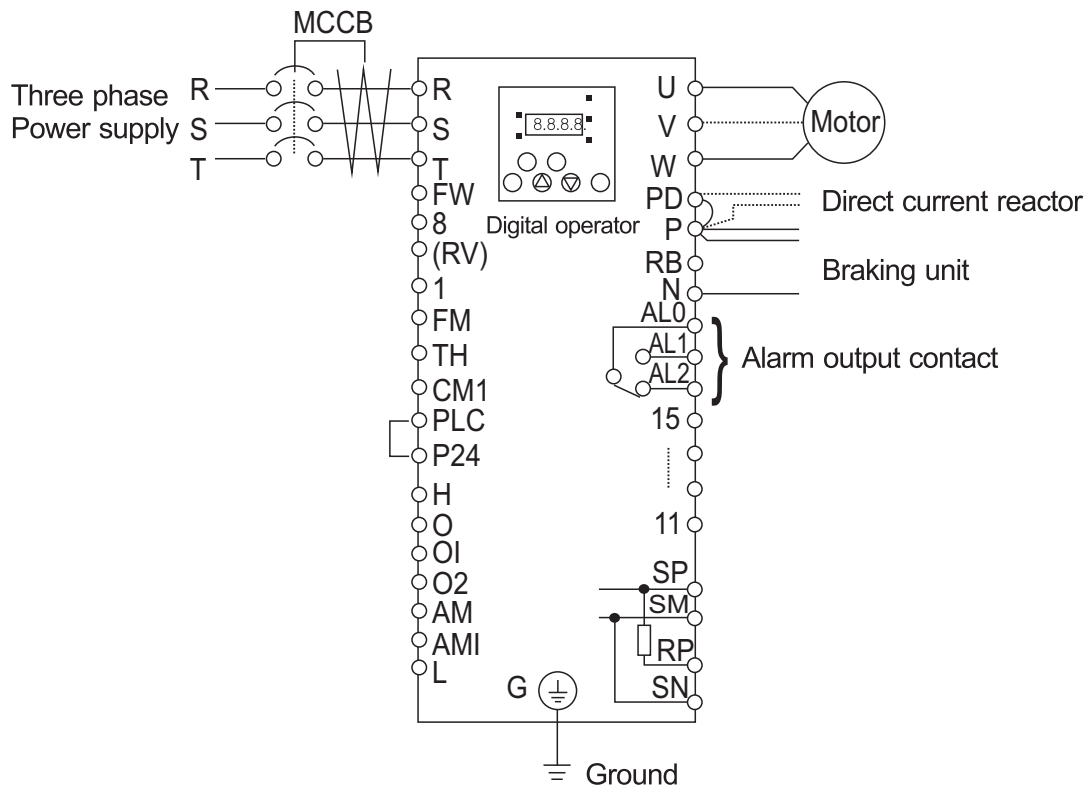 MCCB
Three phase
Power supply
R
S
T
R
S
T
FW
8
(RV)
1
FM
TH
CM1
PLC
P24
H
O
OI
O2
AM
AMI
L
8.8.8.8.
Digital operator
U
V
W
Motor
PD
P
Direct current reactor
RB
N
Braking unit
AL0
AL1
AL2
Alarm output contact
15
11
SP
SM
RP
SN
G
Ground